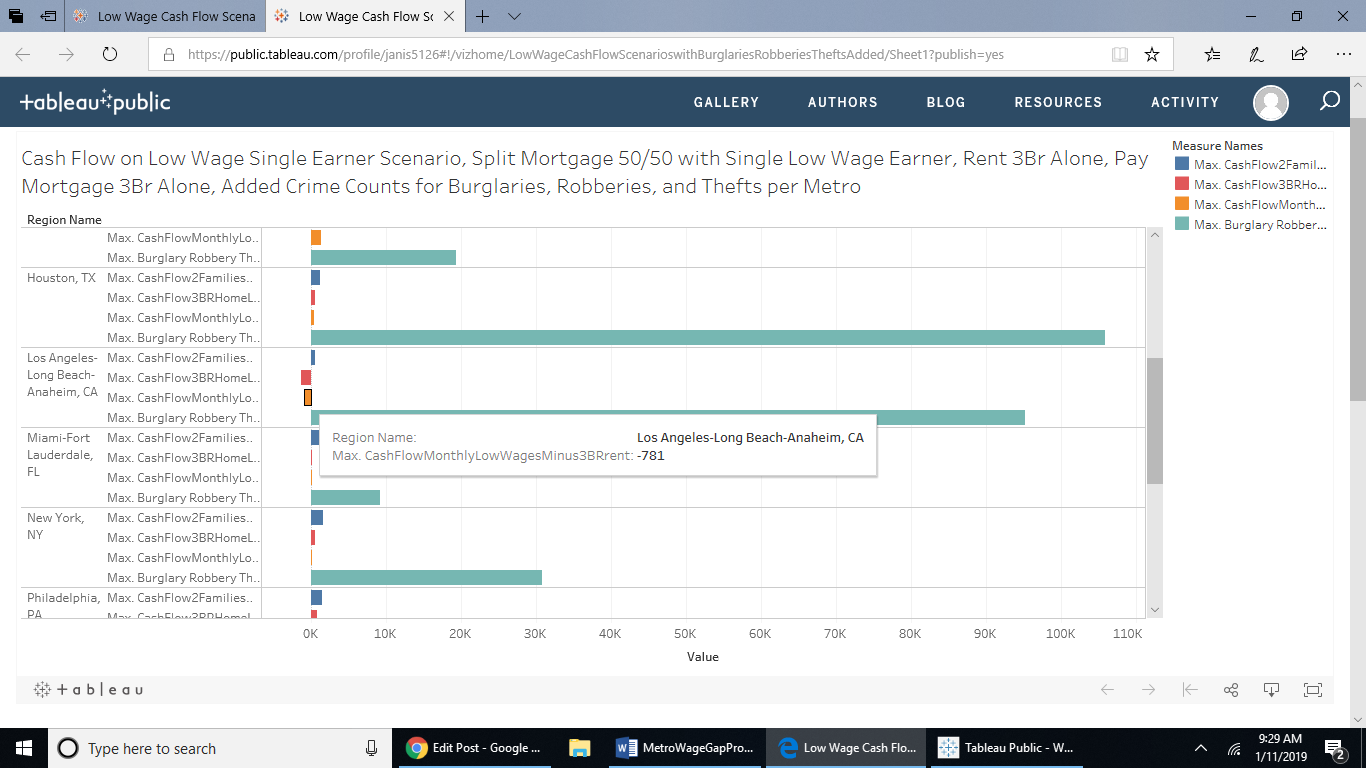 Low Wage Cash Flow Scena
Low Wage Cash Flow Sc
https://public.tableau.com/profile/janis5126#!/vizhome/LowWageCashFlowScenarioswithBurglariesRobberiesTheftsAdded/Sheet1?publish=yes
+ableau+public
GALLERY AUTHORS BLOG RESOURCES ACTIVITY
Cash Flow on Low Wage Single Earner Scenario, Split Mortgage 50/50 with Single Low Wage Earner, Rent 3Br Alone, Pay
Mortgage 3Br Alone, Added Crime Counts for Burglaries, Robberies, and Thefts per Metro
Measure Names
Max. CashFlow2Famil...
Max. CashFlow3BRHo...
Max. CashFlowMonth...
Max. Burglary Robber...
Region Name
Max. CashFlowMonthlyLo..
Max. Burglary Robbery Th..
Houston, TX
Max. CashFlow2Families..
Max. CashFlow3BRHomeL..
Max. CashFlowMonthlyLo..
Max. Burglary Robbery Th..
Los Angeles-
Long Beach-
Anaheim, CA
Max. CashFlow2Families..
Max. CashFlow3BRHomeL..
Max. CashFlowMonthlyLo..
Max. Burglary Robbery Th..
Region Name: Los Angeles-Long Beach-Anaheim, CA
Max. CashFlowMonthlyLowWagesMinus3BRrent: -781
Miami-Fort
Lauderdale,
FL
Max. CashFlow2Families..
Max. CashFlow3BRHomeL..
Max. CashFlowMonthlyLo..
Max. Burglary Robbery Th..
New York,
NY
Max. CashFlow2Families..
Max. CashFlow3BRHomeL..
Max. CashFlowMonthlyLo..
Max. Burglary Robbery Th..
Philadelphia,
PA
Max. CashFlow2Families..
Max. CashFlow3BRHomeL..
0K 10K 20K 30K 40K 50K 60K 70K 80K 90K 100K 110K
Value
+ableau
Type here to search
Edit Post - Google ...
MetroWageGapPro...
Low Wage Cash Flo...
Tableau Public - W...
9:29 AM
1/11/2019
2